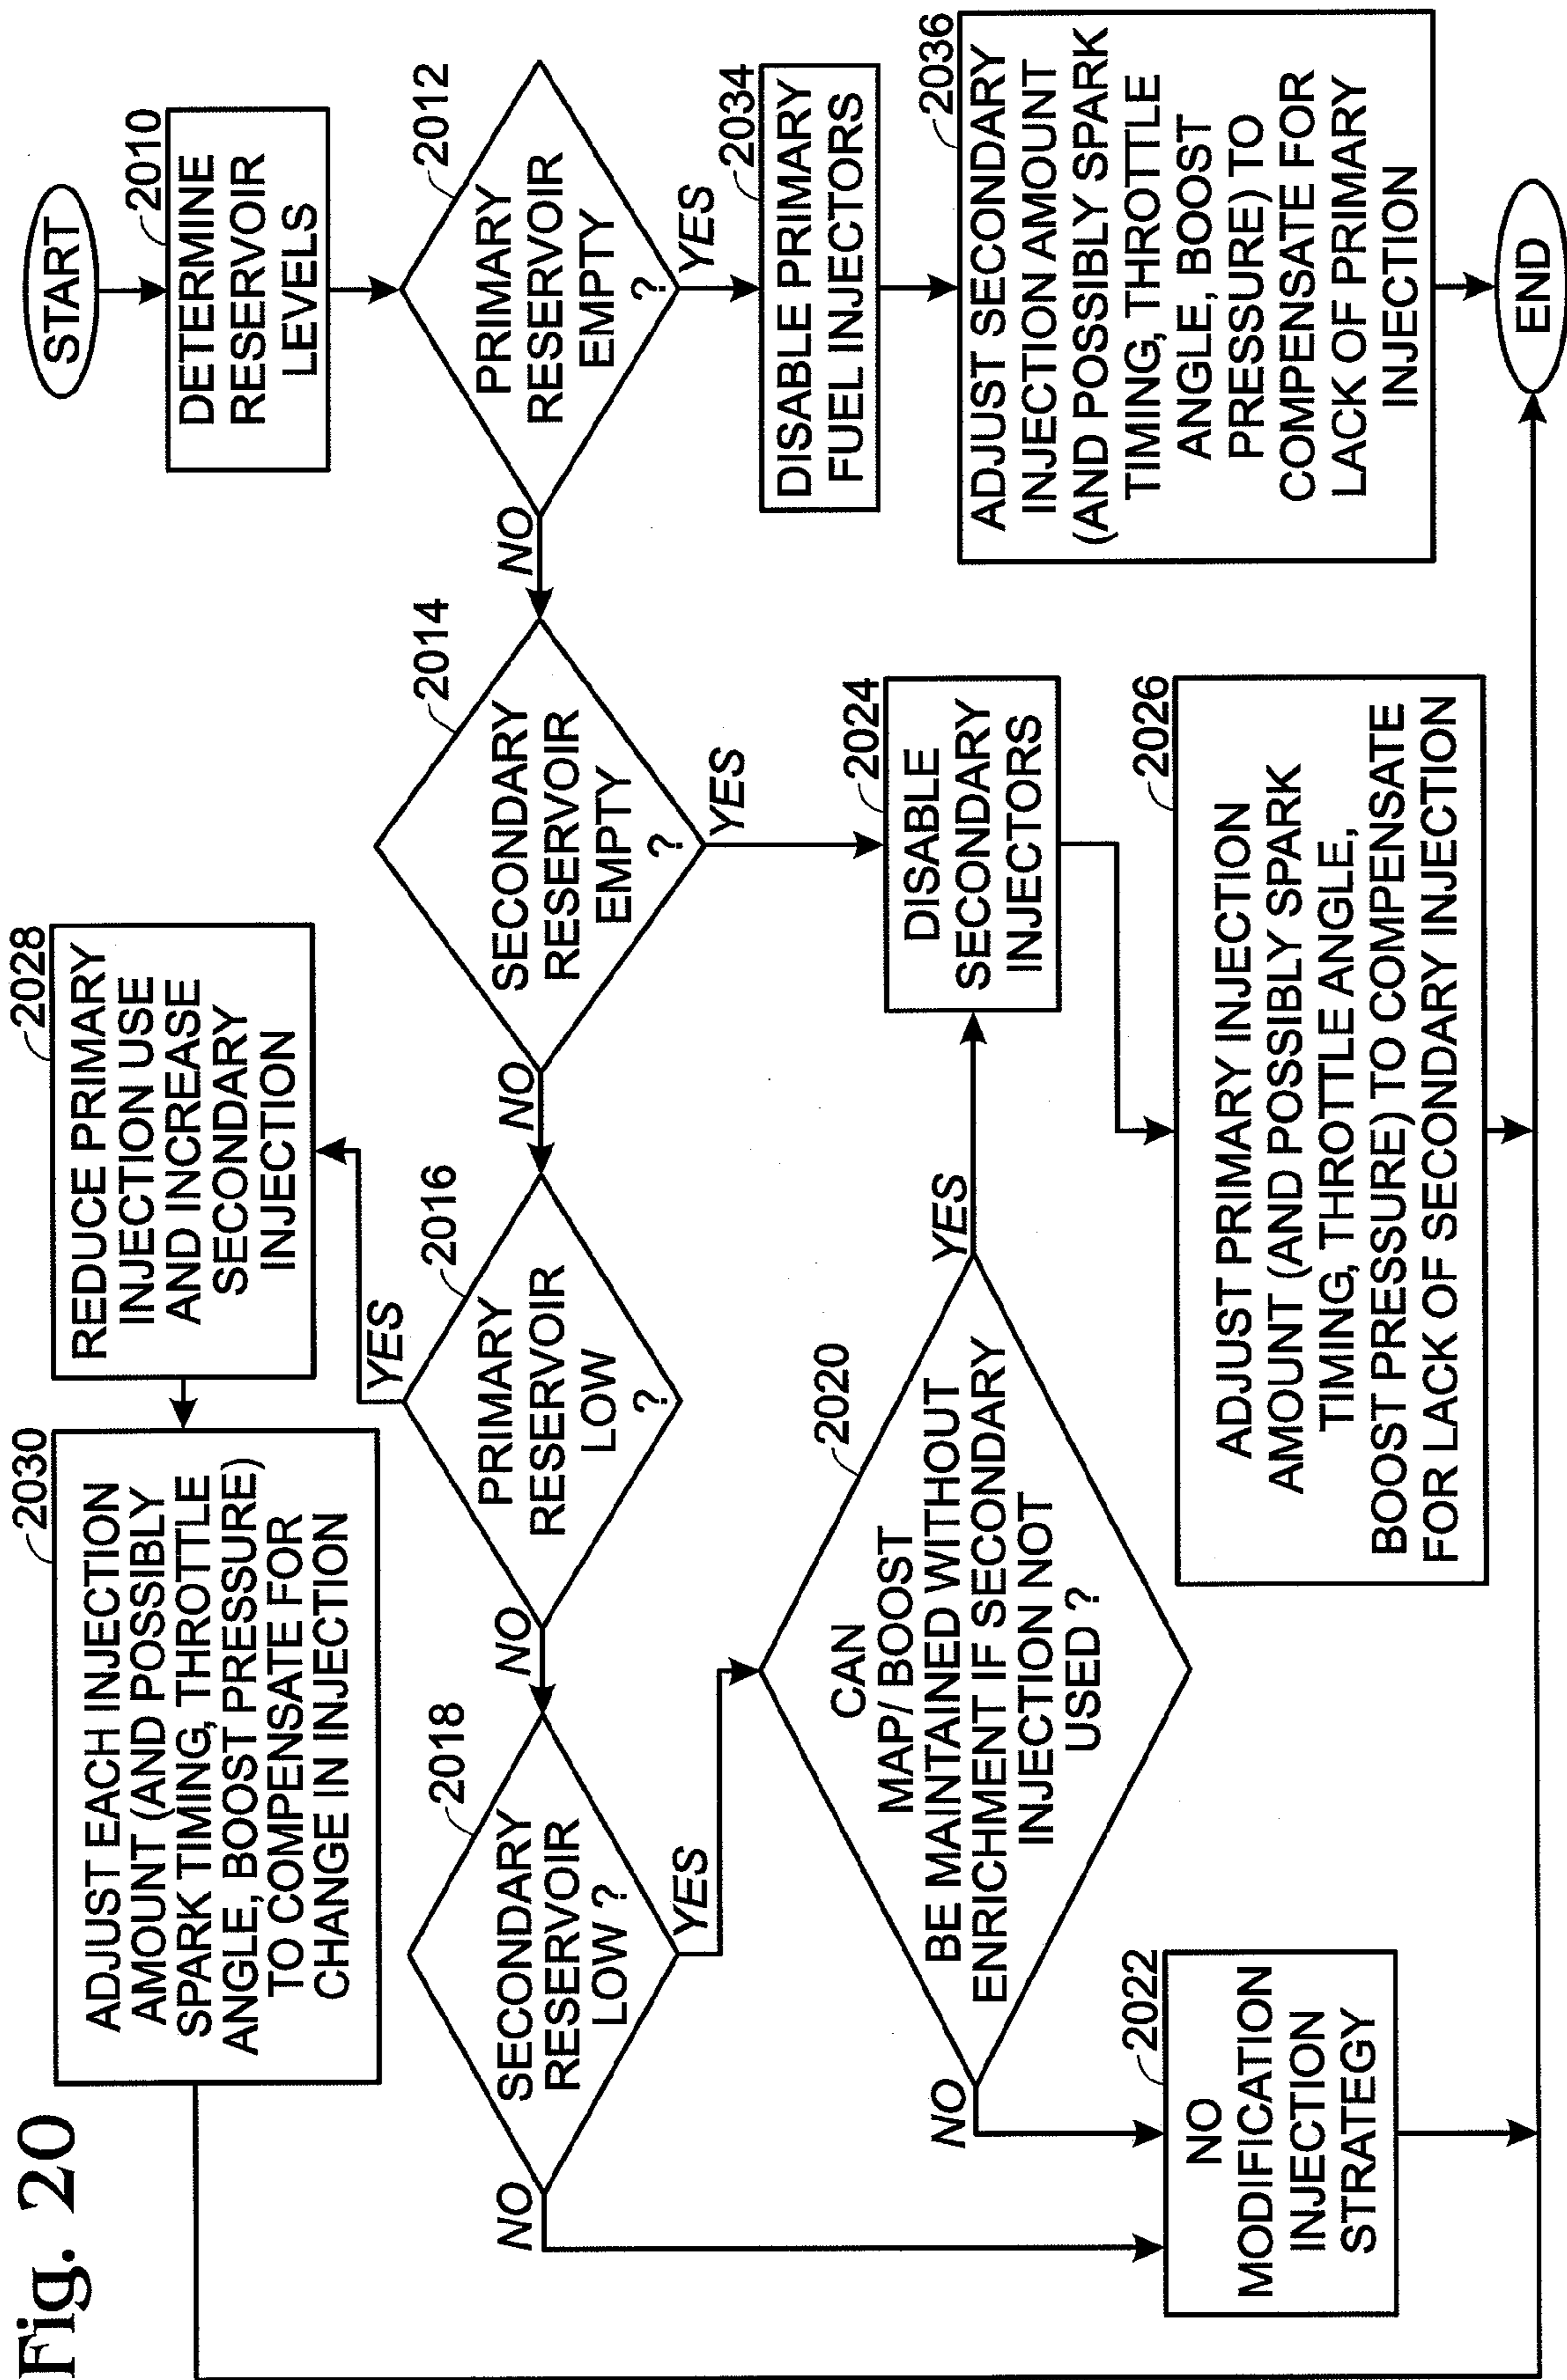 Fig. 20
START
2010
DETERMINE
RESERVOIR
LEVELS
2012
PRIMARY
RESERVOIR
EMPTY
?
YES
NO
2034
DISABLE PRIMARY
FUEL INJECTORS
2036
ADJUST SECONDARY
INJECTION AMOUNT
(AND POSSIBLY SPARK
TIMING, THROTTLE
ANGLE, BOOST
PRESSURE) TO
COMPENSATE FOR
LACK OF PRIMARY
INJECTION
END
2014
SECONDARY
RESERVOIR
EMPTY
?
YES
NO
2024
DISABLE
SECONDARY
INJECTORS
2026
ADJUST PRIMARY INJECTION
AMOUNT (AND POSSIBLY SPARK
TIMING, THROTTLE ANGLE,
BOOST PRESSURE) TO COMPENSATE
FOR LACK OF SECONDARY INJECTION
2016
PRIMARY
RESERVOIR
LOW
?
YES
NO
2028
REDUCE PRIMARY
INJECTION USE
AND INCREASE
SECONDARY
INJECTION
2030
ADJUST EACH INJECTION
AMOUNT (AND POSSIBLY
SPARK TIMING, THROTTLE
ANGLE, BOOST PRESSURE)
TO COMPENSATE FOR
CHANGE IN INJECTION
2018
SECONDARY
RESERVOIR
LOW ?
YES
NO
2020
CAN
MAP/ BOOST
BE MAINTAINED WITHOUT
ENRICHMENT IF SECONDARY
INJECTION NOT
USED ?
YES
NO
2022
NO
MODIFICATION
INJECTION
STRATEGY